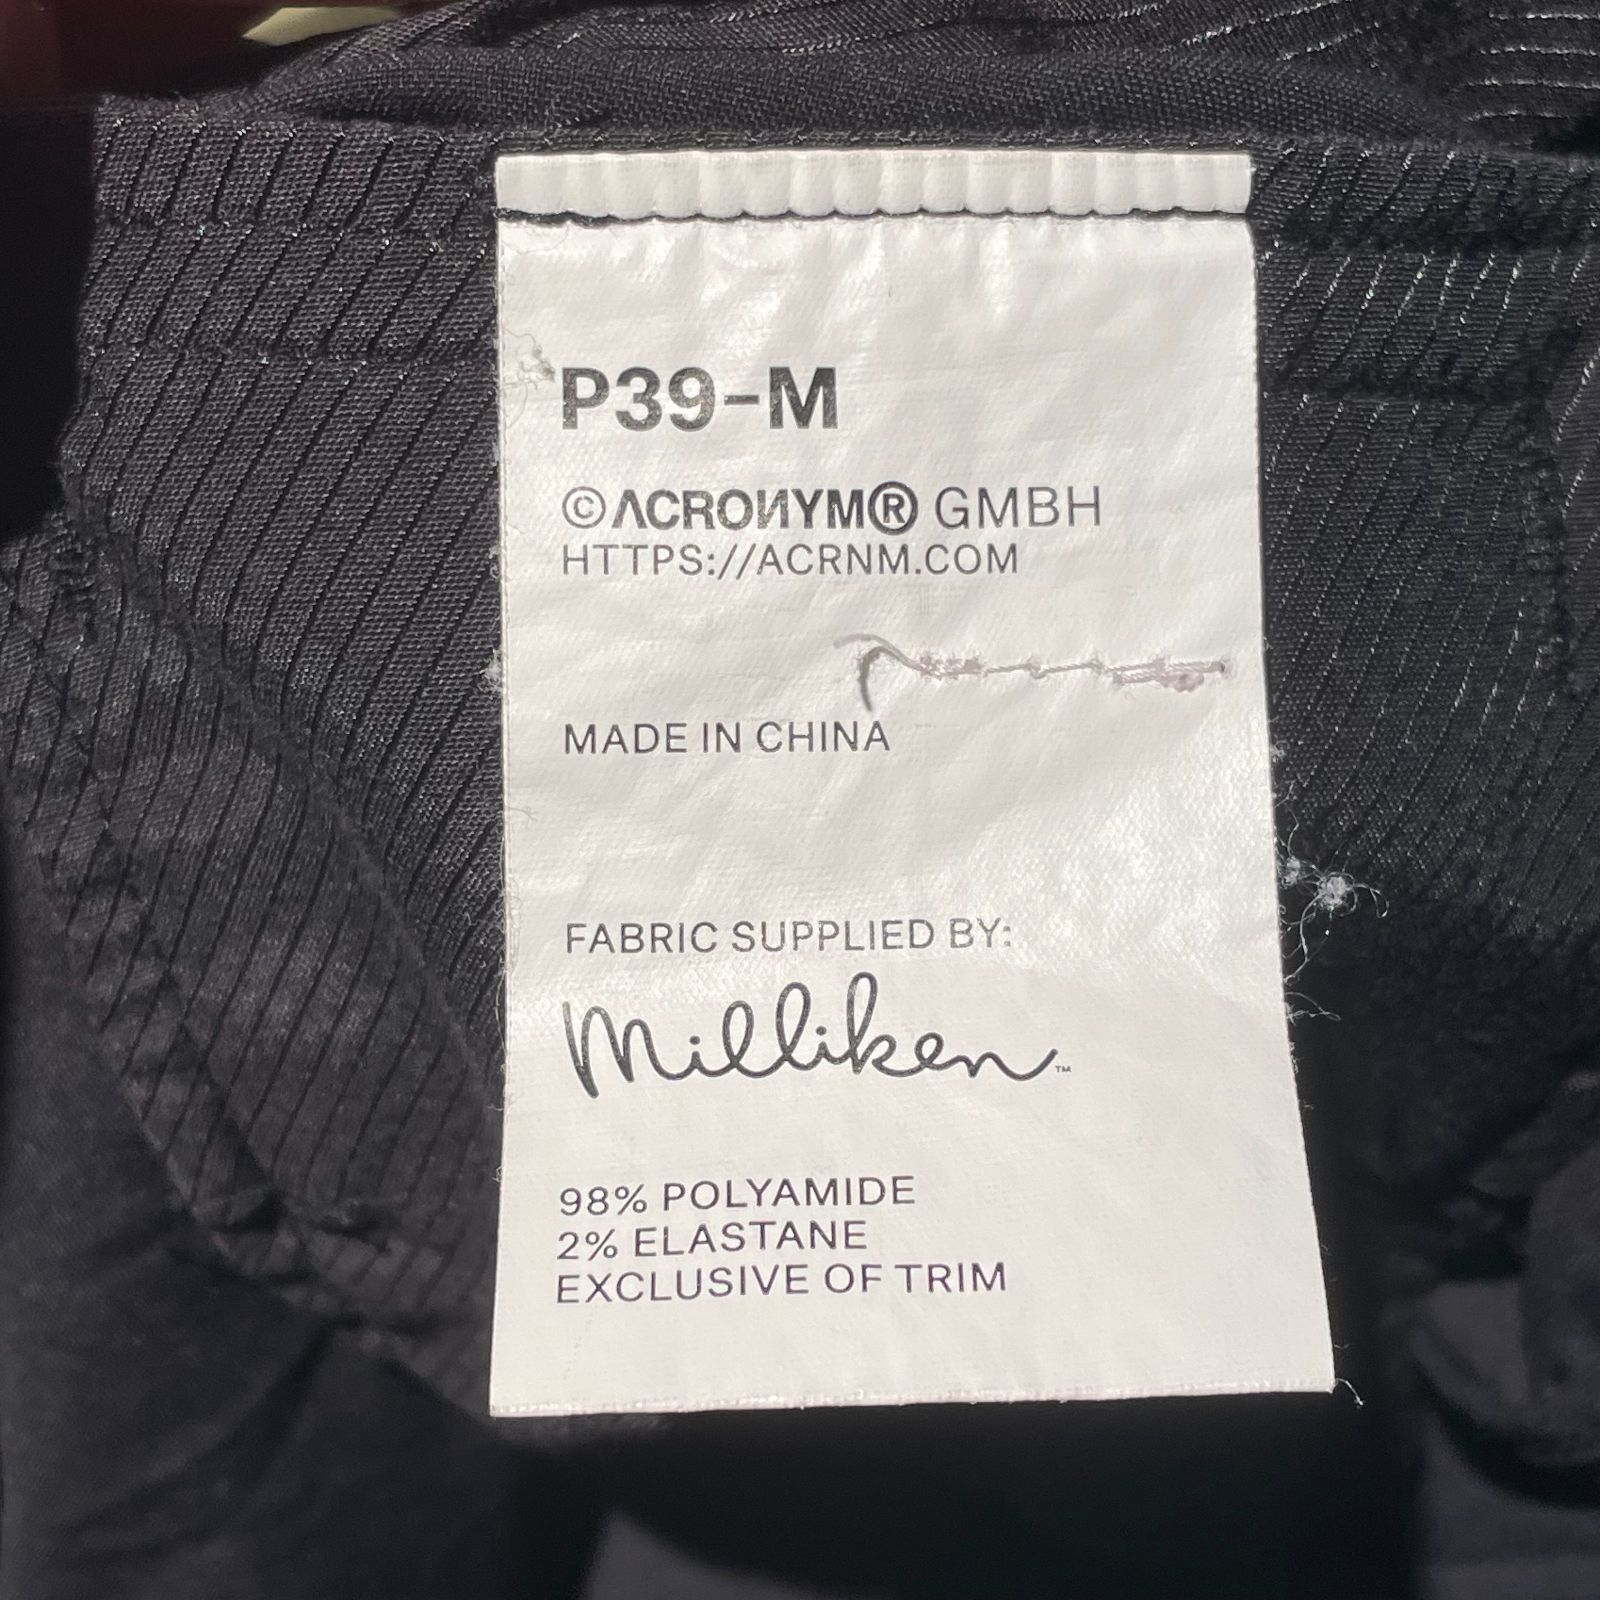 P39-M
©ΛCROИYM® GMBH
HTTPS://ACRNM.COM
MADE IN CHINA
FABRIC SUPPLIED BY:
Milliken™
98% POLYAMIDE
2% ELASTANE
EXCLUSIVE OF TRIM